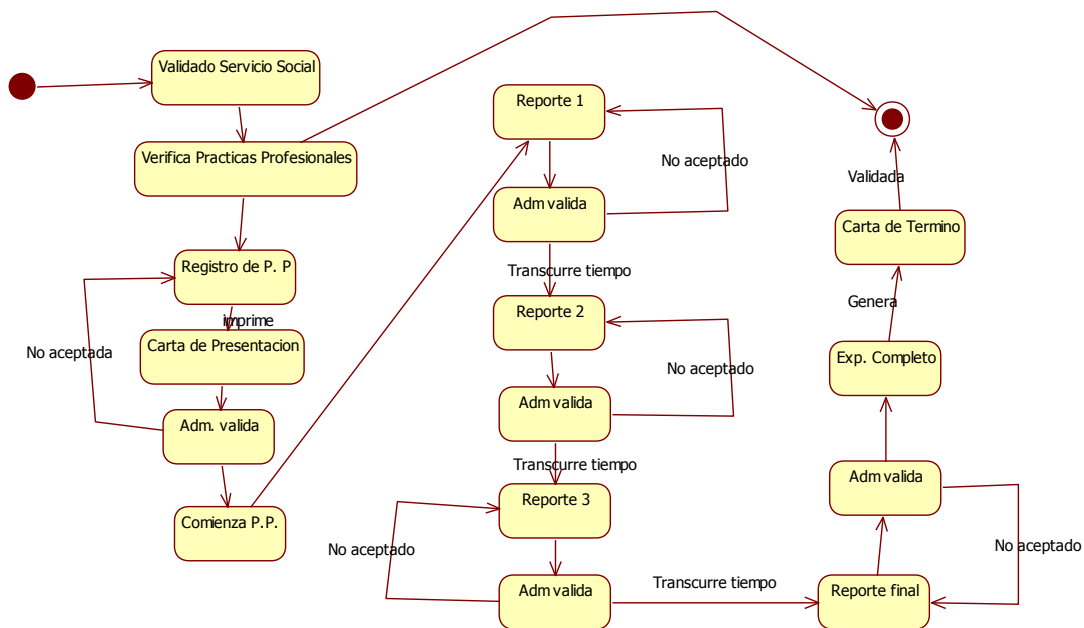 Validado Servicio Social
Verifica Practicas Profesionales
Registro de P. P
imprime
Carta de Presentacion
No aceptada
Adm. valida
Comienza P.P.
Reporte 1
No aceptado
Adm valida
Transcurre tiempo
Reporte 2
No aceptado
Adm valida
Transcurre tiempo
Reporte 3
No aceptado
Adm valida
Transcurre tiempo
Reporte final
No aceptado
Adm valida
Exp. Completo
Genera
Carta de Termino
Validada